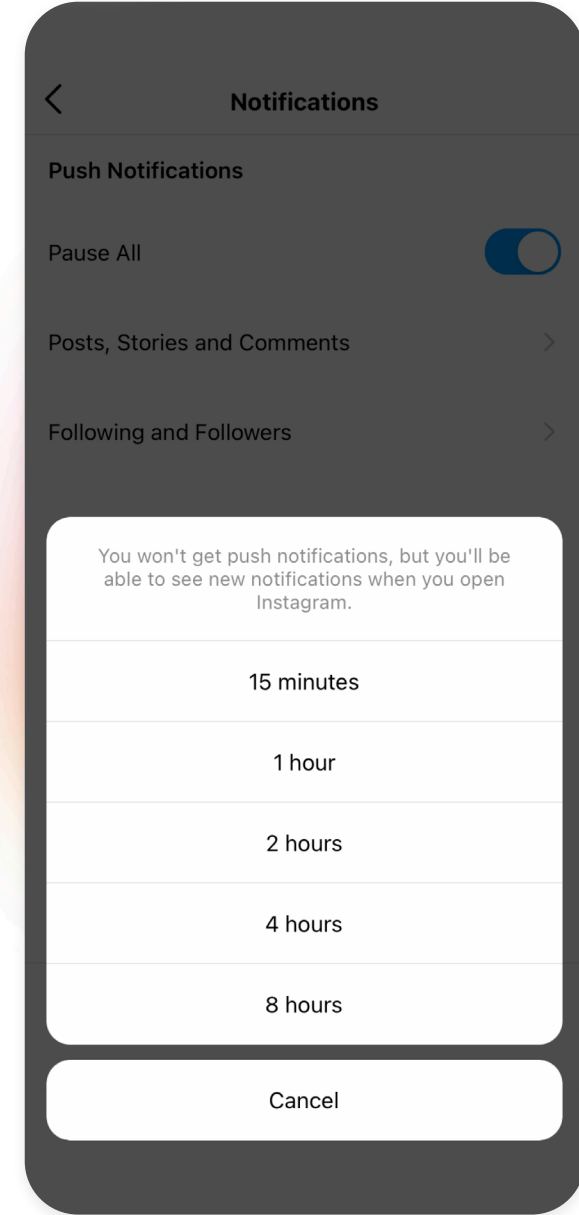 Notifications
Push Notifications
Pause All
Posts, Stories and Comments
Following and Followers
You won't get push notifications, but you'll be
able to see new notifications when you open
Instagram.
15 minutes
1 hour
2 hours
4 hours
8 hours
Cancel